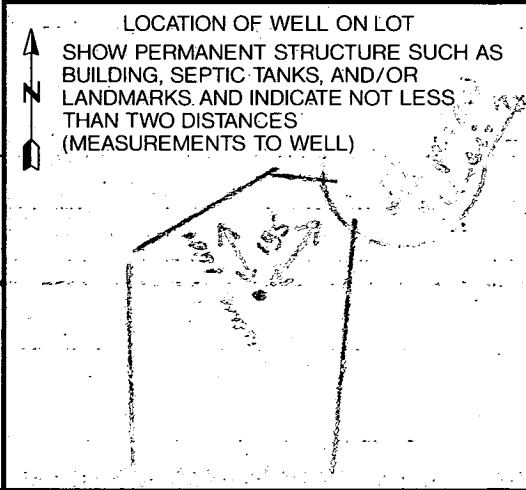 LOCATION OF WELL ON LOT
N
SHOW PERMANENT STRUCTURE SUCH AS
BUILDING, SEPTIC TANKS, AND/OR
LANDMARKS AND INDICATE NOT LESS
THAN TWO DISTANCES
(MEASUREMENTS TO WELL)
195'